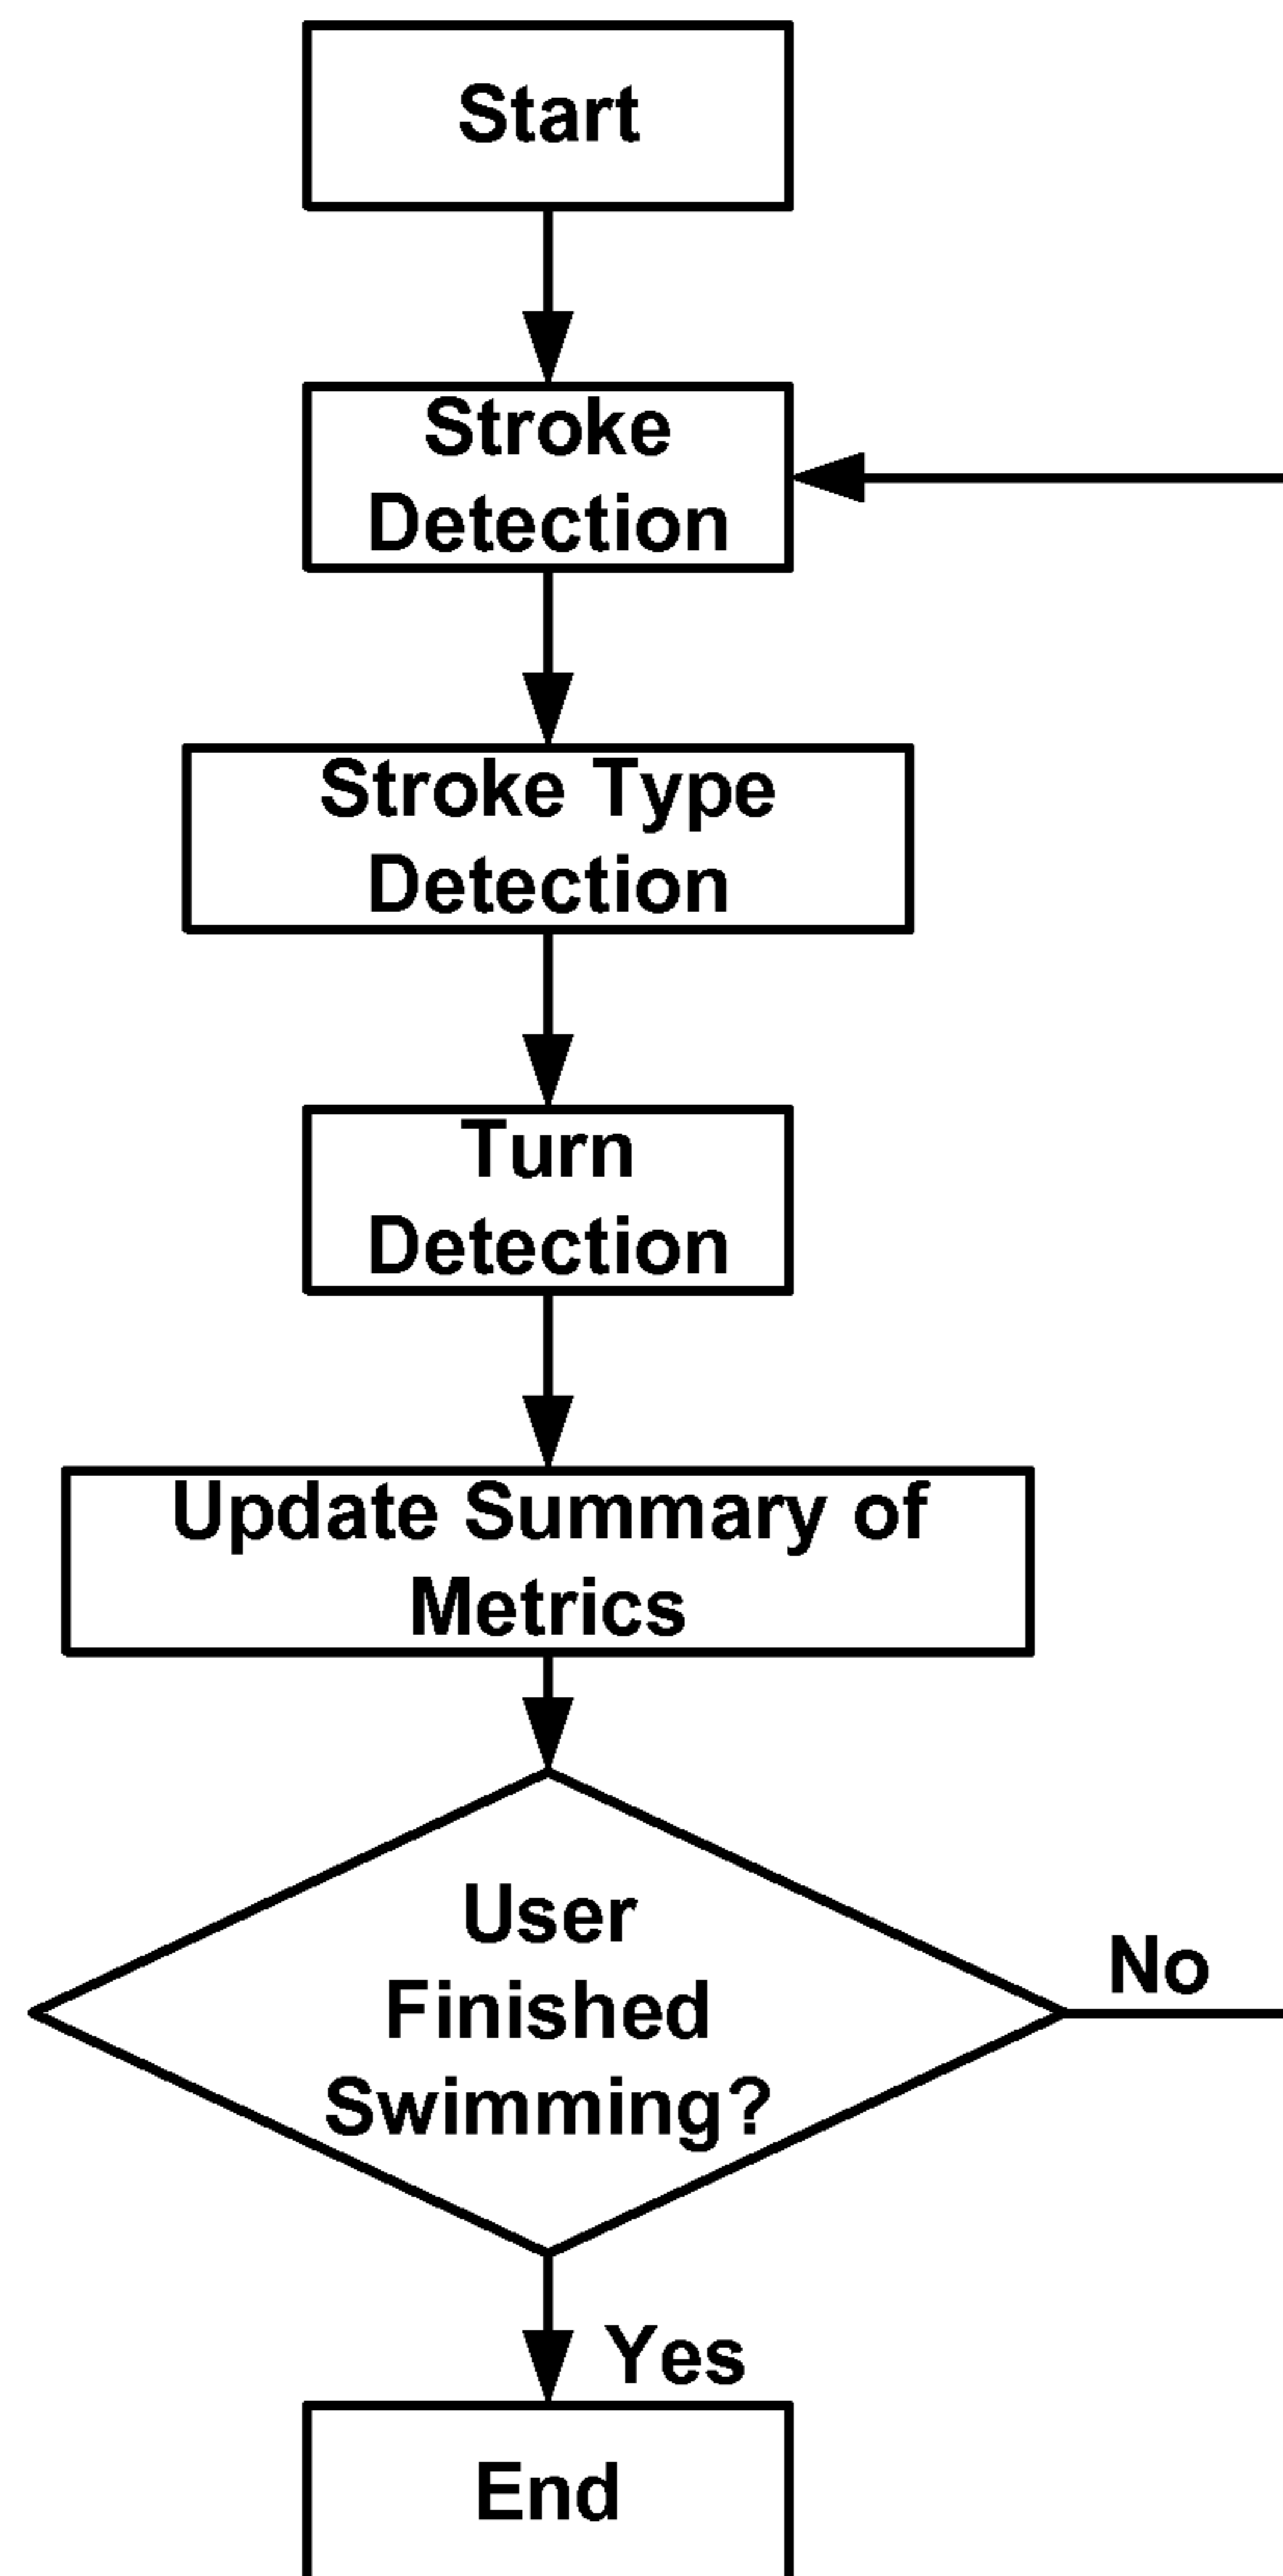 Start
Stroke
Detection
Stroke Type
Detection
Turn
Detection
Update Summary of
Metrics
User
Finished
Swimming?
No
Yes
End